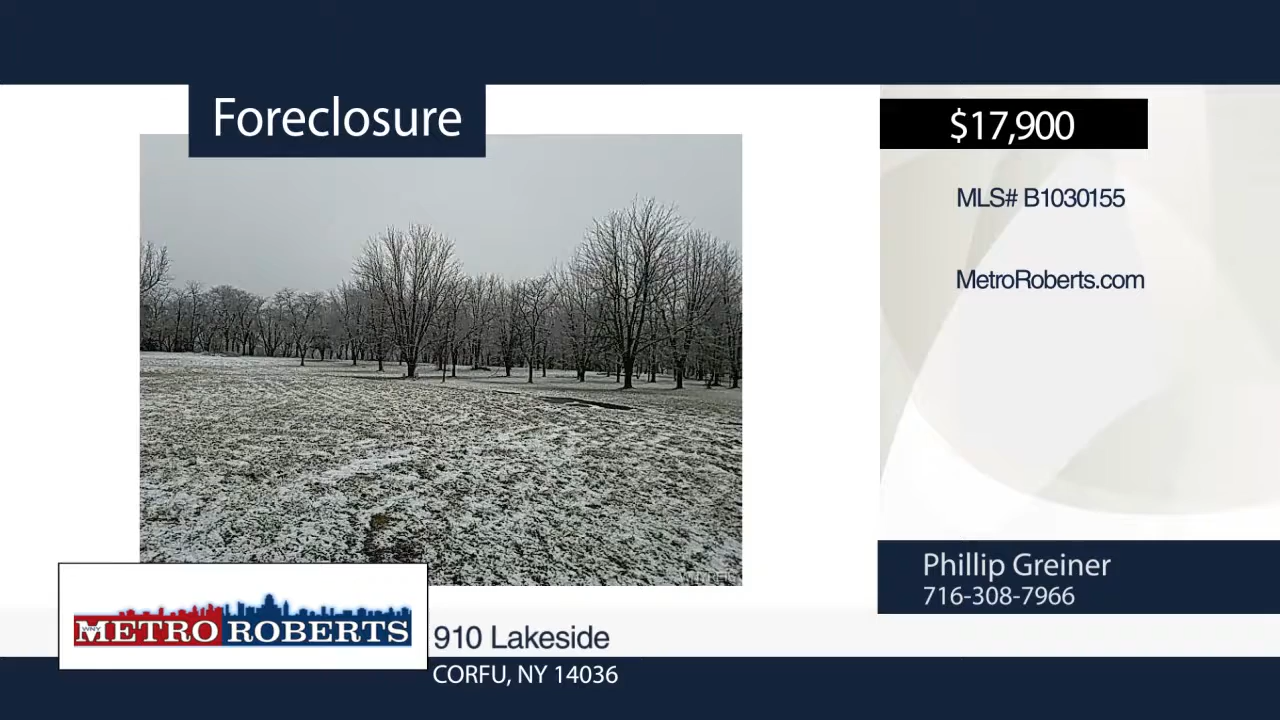 Foreclosure
$17,900
MLS# B1030155
MetroRoberts.com
Phillip Greiner
716-308-7966
WNY
METRO ROBERTS
910 Lakeside
CORFU, NY 14036